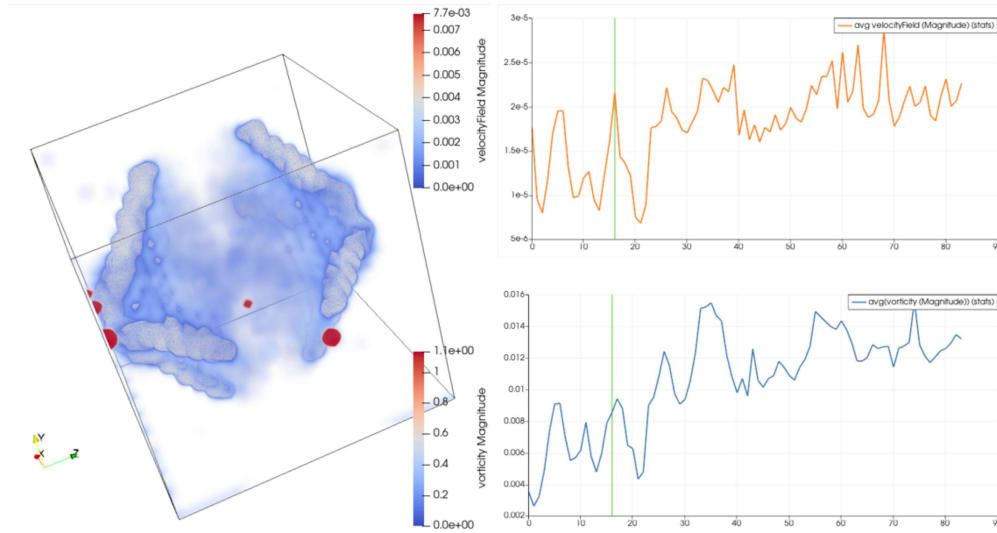 7.7e-03
0.007
0.006
0.005
0.004
0.003
0.002
0.001
0.0e+00
velocityField Magnitude
1.1e+00
1
0.8
0.6
0.4
0.2
0.0e+00
vorticity Magnitude
Y
X
Z
avg velocityField (Magnitude) (stats)
3e-5
2.5e-5
2e-5
1.5e-5
1e-5
5e-6
0 10 20 30 40 50 60 70 80 90
avg(vorticity (Magnitude)) (stats)
0.016
0.014
0.012
0.01
0.008
0.006
0.004
0.002
0 10 20 30 40 50 60 70 80 90